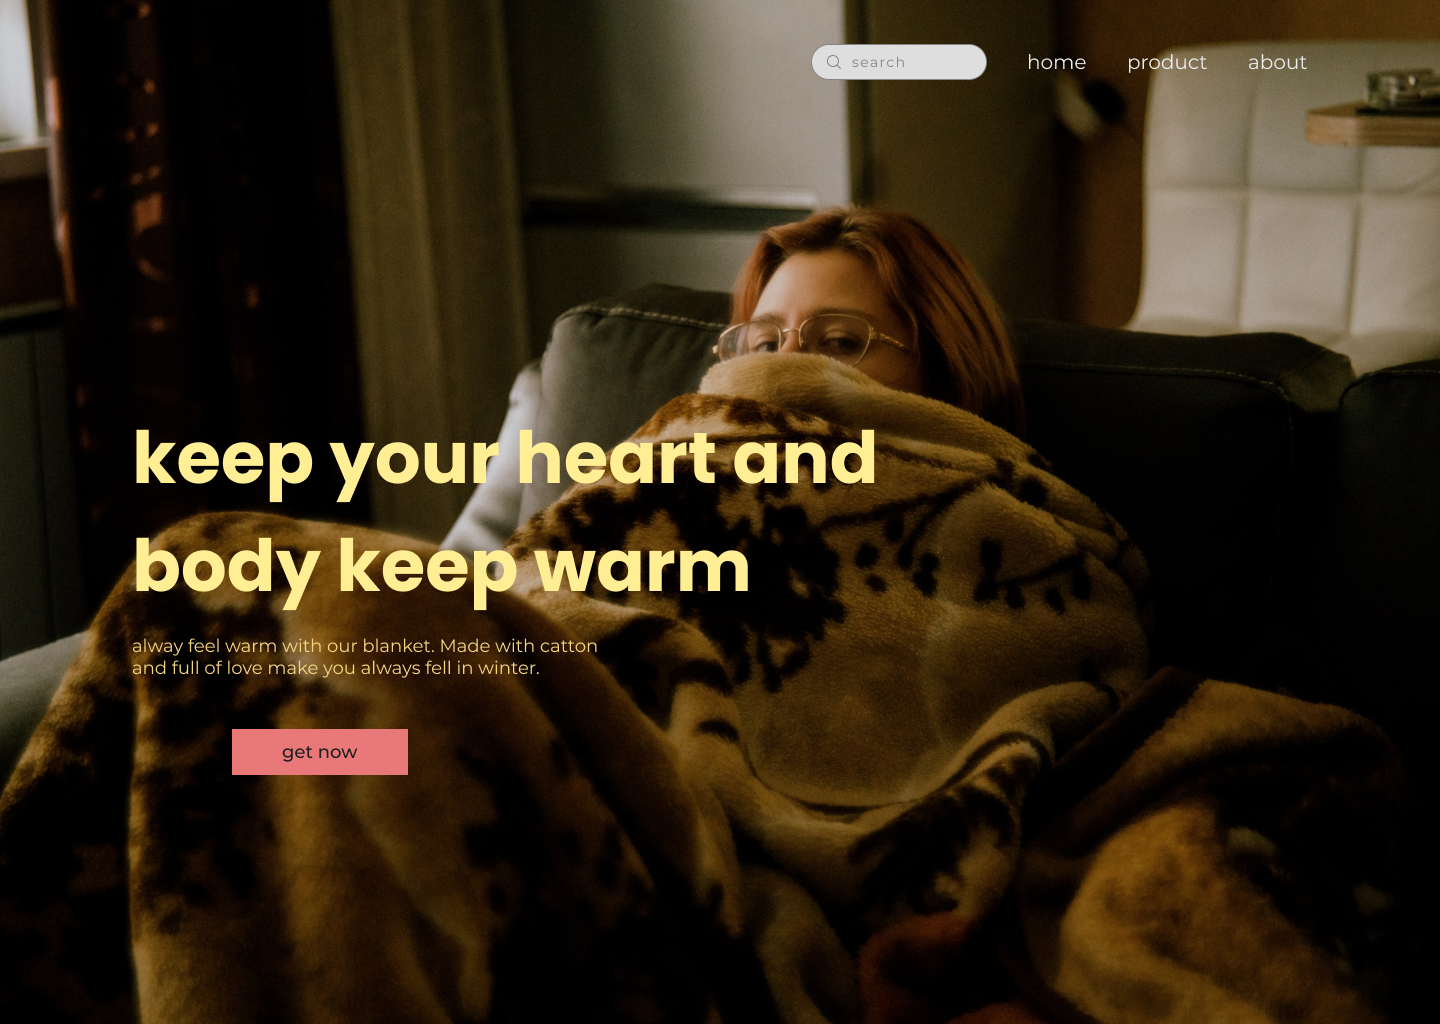 search
home
product
about
keep your heart and
body keep warm
alway feel warm with our blanket. Made with catton
and full of love make you always fell in winter.
get now